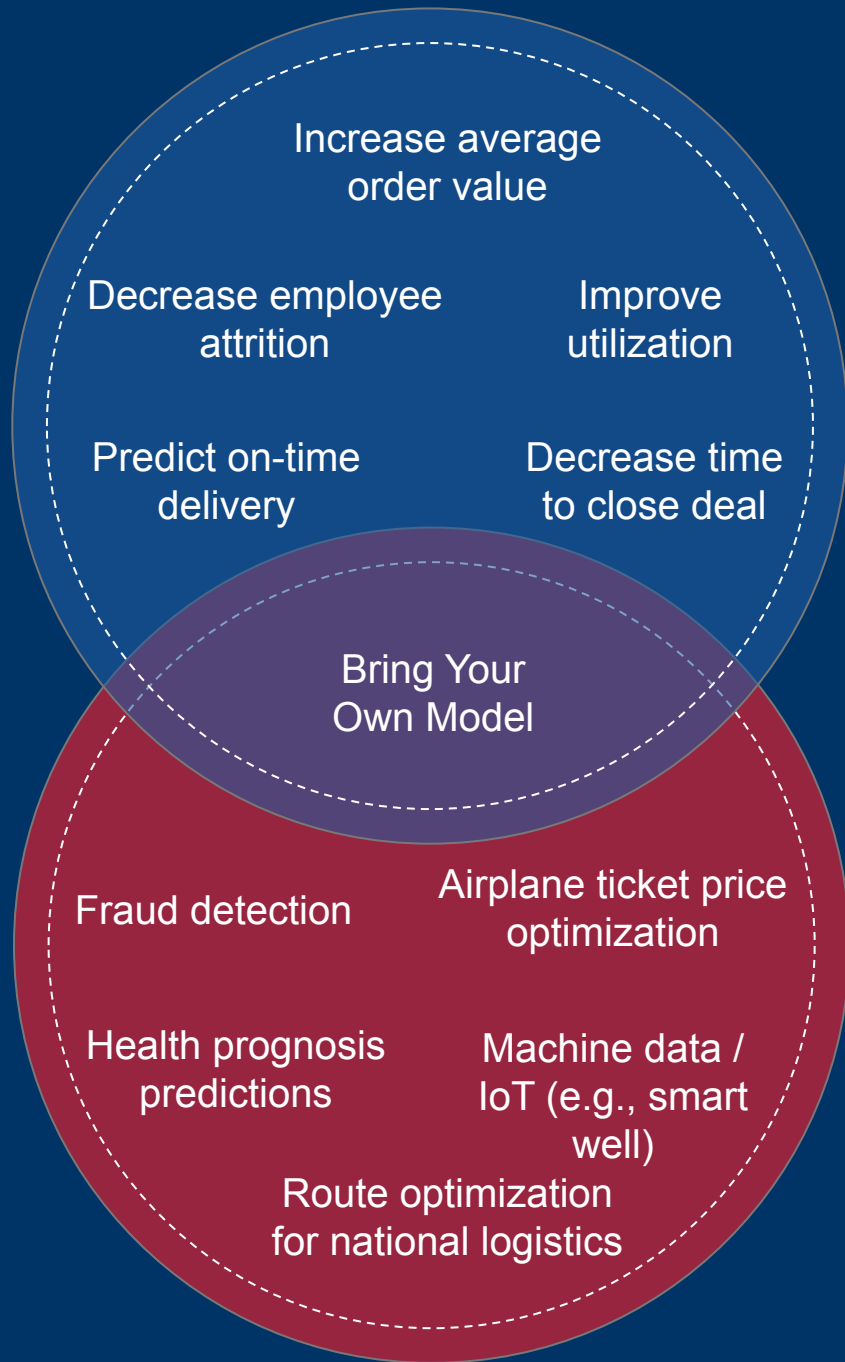 Increase average
order value
Decrease employee
attrition
Improve
utilization
Predict on-time
delivery
Decrease time
to close deal
Bring Your
Own Model
Fraud detection
Airplane ticket price
optimization
Health prognosis
predictions
Machine data /
IoT (e.g., smart
well)
Route optimization
for national logistics